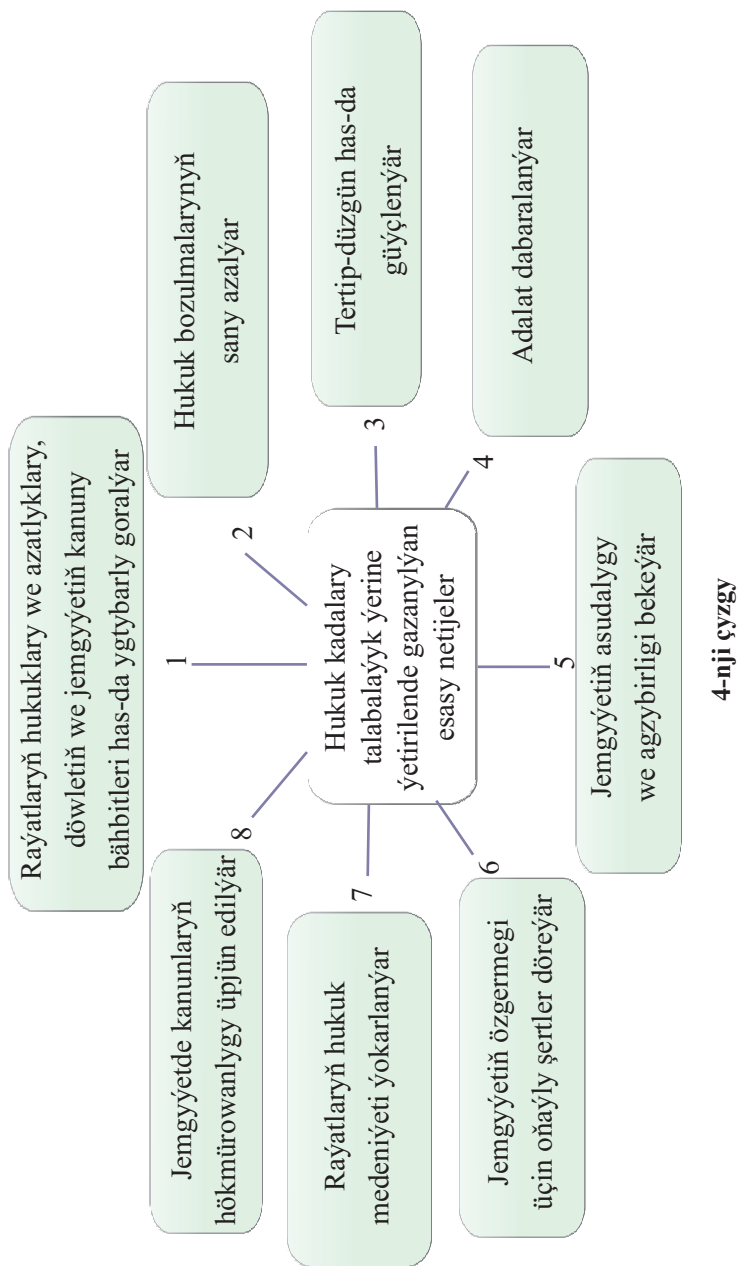 Raýatlaryň hukuklary we azatlyklary,
döwletiň we jemgyýetiň kanuny
bähbitleri has-da ygtybarly goralýar
1
Hukuk bozulmalarynyň
sany azalýar
2
Tertip-düzgün has-da
güýçlenýär
3
Adalat dabaralanýar
4
Hukuk kadalary
talabalaýyk ýerine
ýetirilende gazanylýan
esasy netijeler
5
Jemgyýetiň asudalygy
we agzybirligi bekeýär
6
Jemgyýetiň özgermegi
üçin oňaýly şertler döreýär
7
Raýatlaryň hukuk
medeniýeti ýokarlanýar
8
Jemgyýetde kanunlaryň
hökmürowanlygy üpjün edilýär
4-nji çyzgy